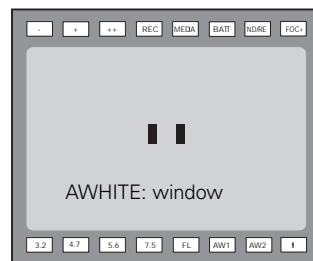 - + ++ REC MEDIA BATT ND/RE FOC+
AWHITE: window
3.2 4.7 5.6 7.5 FL AW1 AW2 !